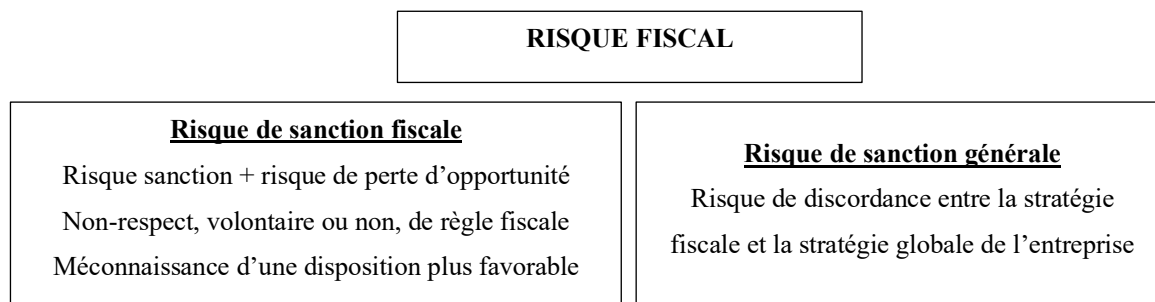 RISQUE FISCAL
Risque de sanction fiscale
Risque sanction + risque de perte d’opportunité
Non-respect, volontaire ou non, de règle fiscale
Méconnaissance d’une disposition plus favorable
Risque de sanction générale
Risque de discordance entre la stratégie
fiscale et la stratégie globale de l’entreprise